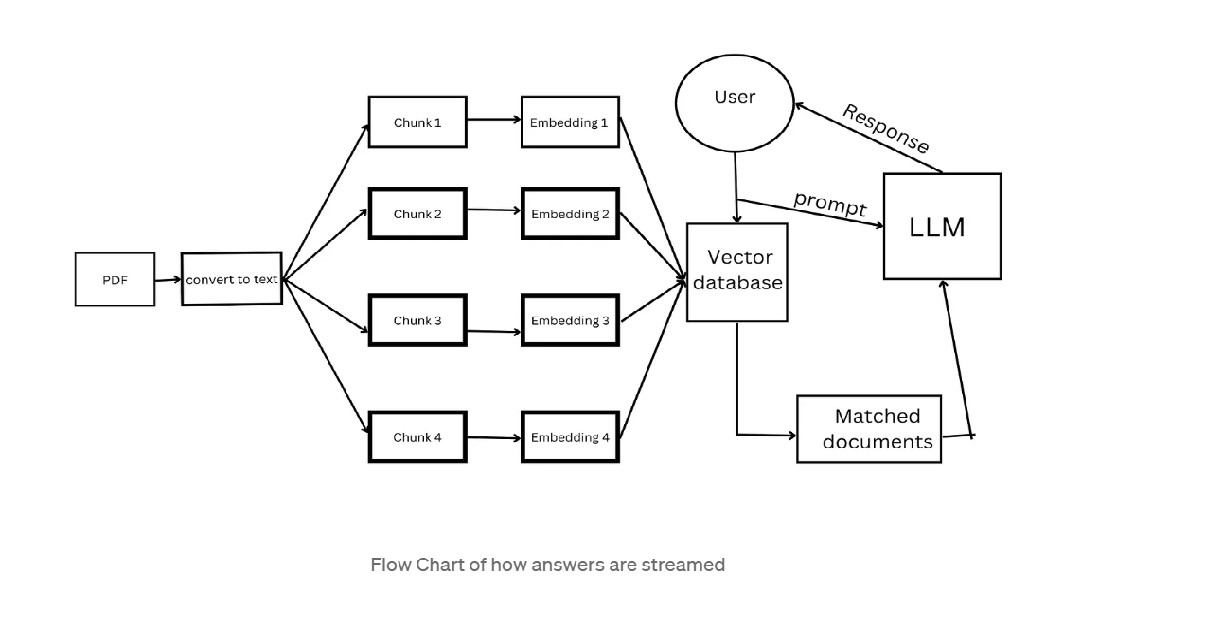 PDF
convert to text
Chunk 1
Embedding 1
Chunk 2
Embedding 2
Chunk 3
Embedding 3
Chunk 4
Embedding 4
User
Response
prompt
LLM
Vector
database
Matched
documents
Flow Chart of how answers are streamed